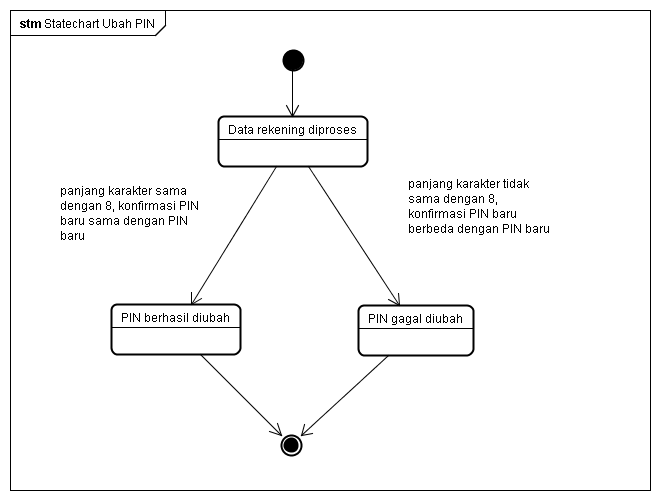 stm Statechart Ubah PIN
Data rekening diproses
panjang karakter sama
dengan 8, konfirmasi PIN
baru sama dengan PIN
baru
panjang karakter tidak
sama dengan 8,
konfirmasi PIN baru
berbeda dengan PIN baru
PIN berhasil diubah
PIN gagal diubah